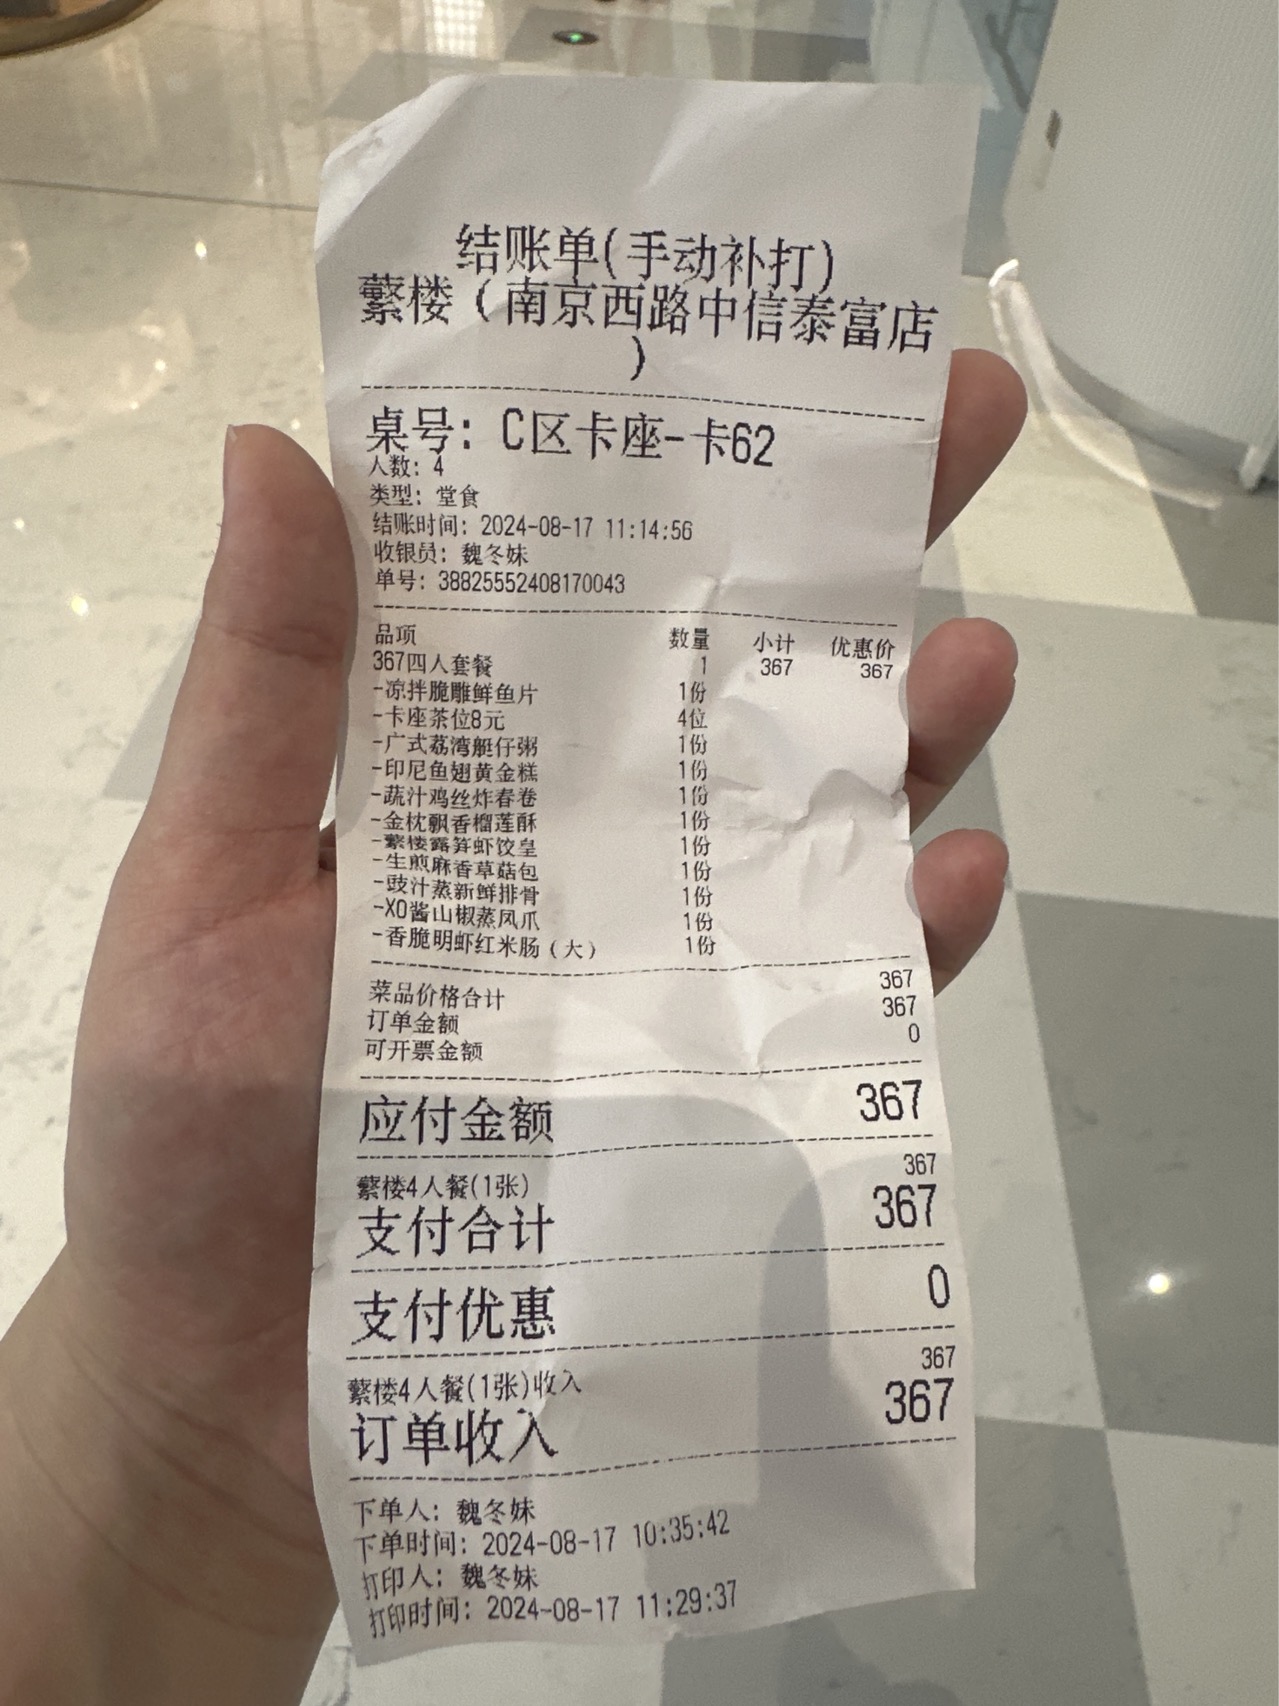 结账单(手动补打)
蘩楼（南京西路中信泰富店
）
桌号：C区卡座-卡62
人数：4
类型：堂食
结账时间：2024-08-17 11:14:56
收银员：魏冬妹
单号：38825552408170043
品项 数量 小计 优惠价
367四人套餐 1 367 367
-凉拌脆雕鲜鱼片 1份
-卡座茶位8元 4位
-广式荔湾艇仔粥 1份
-印尼鱼翅黄金糕 1份
-蔬汁鸡丝炸春卷 1份
-金枕飘香榴莲酥 1份
-蘩楼露笋虾饺皇 1份
-生煎麻香草菇包 1份
-豉汁蒸新鲜排骨 1份
-XO酱山椒蒸凤爪 1份
-香脆明虾红米肠（大） 1份
菜品价格合计 367
订单金额 367
可开票金额 0
应付金额 367
蘩楼4人餐(1张) 367
支付合计 367
支付优惠 0
蘩楼4人餐(1张)收入 367
订单收入 367
下单人：魏冬妹
下单时间：2024-08-17 10:35:42
打印人：魏冬妹
打印时间：2024-08-17 11:29:37